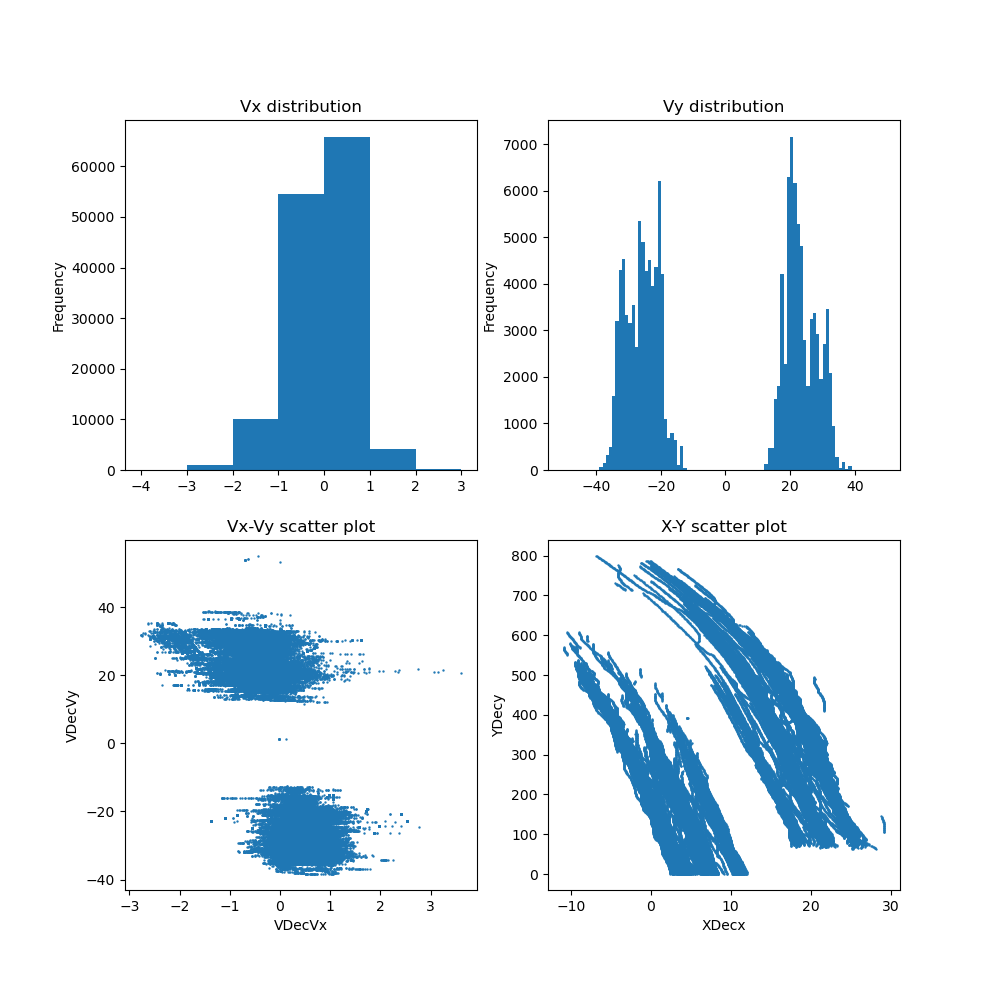 Vx distribution
Frequency
60000
50000
40000
30000
20000
10000
0
−4 −3 −2 −1 0 1 2 3
Vy distribution
Frequency
7000
6000
5000
4000
3000
2000
1000
0
−40 −20 0 20 40
Vx-Vy scatter plot
VDecVy
40
20
0
−20
−40
−3 −2 −1 0 1 2 3
VDecVx
X-Y scatter plot
YDecy
800
700
600
500
400
300
200
100
0
−10 0 10 20 30
XDecx